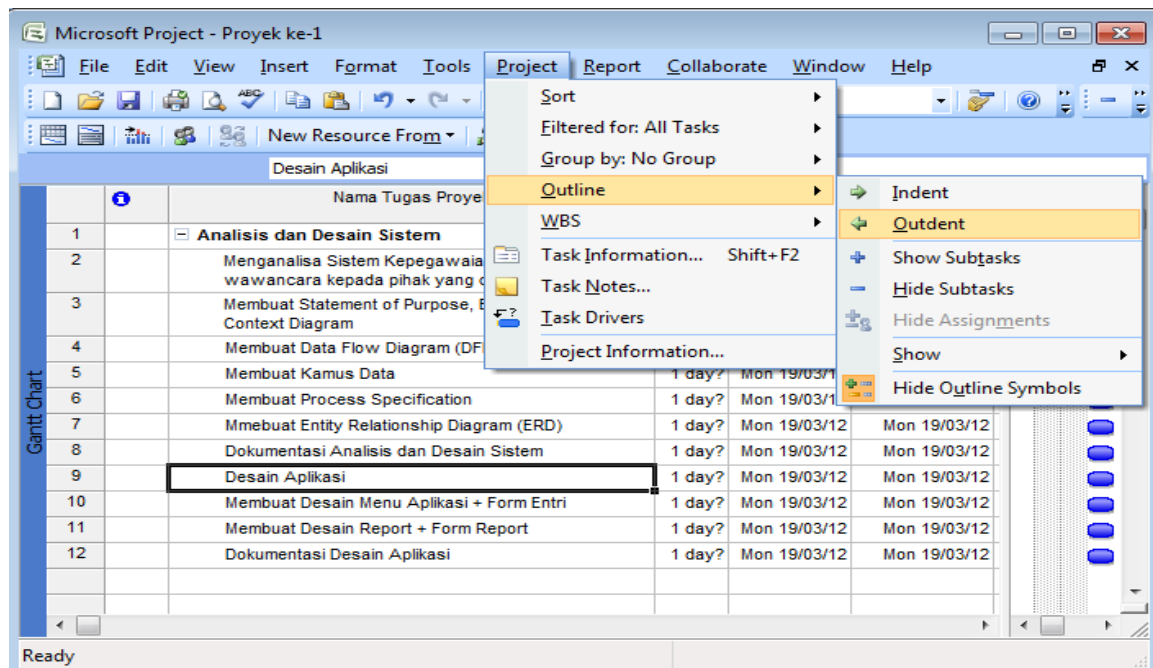 Microsoft Project - Proyek ke-1
File Edit View Insert Format Tools Project Report Collaborate Window Help
New Resource From
Desain Aplikasi
Sort
Filtered for: All Tasks
Group by: No Group
Outline
WBS
Task Information... Shift+F2
Task Notes...
Task Drivers
Project Information...
Indent
Outdent
Show Subtasks
Hide Subtasks
Hide Assignments
Show
Hide Outline Symbols
Nama Tugas Proye
1 Analisis dan Desain Sistem
2 Menganalisa Sistem Kepegawaia
wawancara kepada pihak yang
3 Membuat Statement of Purpose, E
Context Diagram
4 Membuat Data Flow Diagram (DF
5 Membuat Kamus Data 1 day? Mon 19/03/1
6 Membuat Process Specification 1 day? Mon 19/03/1
7 Mmebuat Entity Relationship Diagram (ERD) 1 day? Mon 19/03/12 Mon 19/03/12
8 Dokumentasi Analisis dan Desain Sistem 1 day? Mon 19/03/12 Mon 19/03/12
9 Desain Aplikasi 1 day? Mon 19/03/12 Mon 19/03/12
10 Membuat Desain Menu Aplikasi + Form Entri 1 day? Mon 19/03/12 Mon 19/03/12
11 Membuat Desain Report + Form Report 1 day? Mon 19/03/12 Mon 19/03/12
12 Dokumentasi Desain Aplikasi 1 day? Mon 19/03/12 Mon 19/03/12
Gantt Chart
Ready